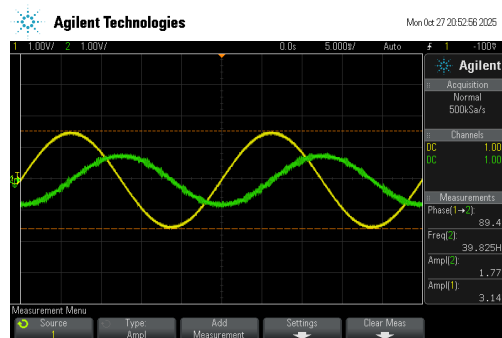 Agilent Technologies
Mon Oct 27 20:52:56 2025
1 1.00V/ 2 1.00V/ 0.0s 5.000s/ Auto 1 -100
Agilent
Acquisition
Normal
500kSa/s
Channels
DC 1.00
DC 1.00
Measurements
Phase(1→2):
89.4
Freq(2):
39.825H
Ampl(2):
1.77
Ampl(1):
3.14
Measurement Menu
Source
1
Type:
Ampl
Add
Measurement
Settings
Clear Meas